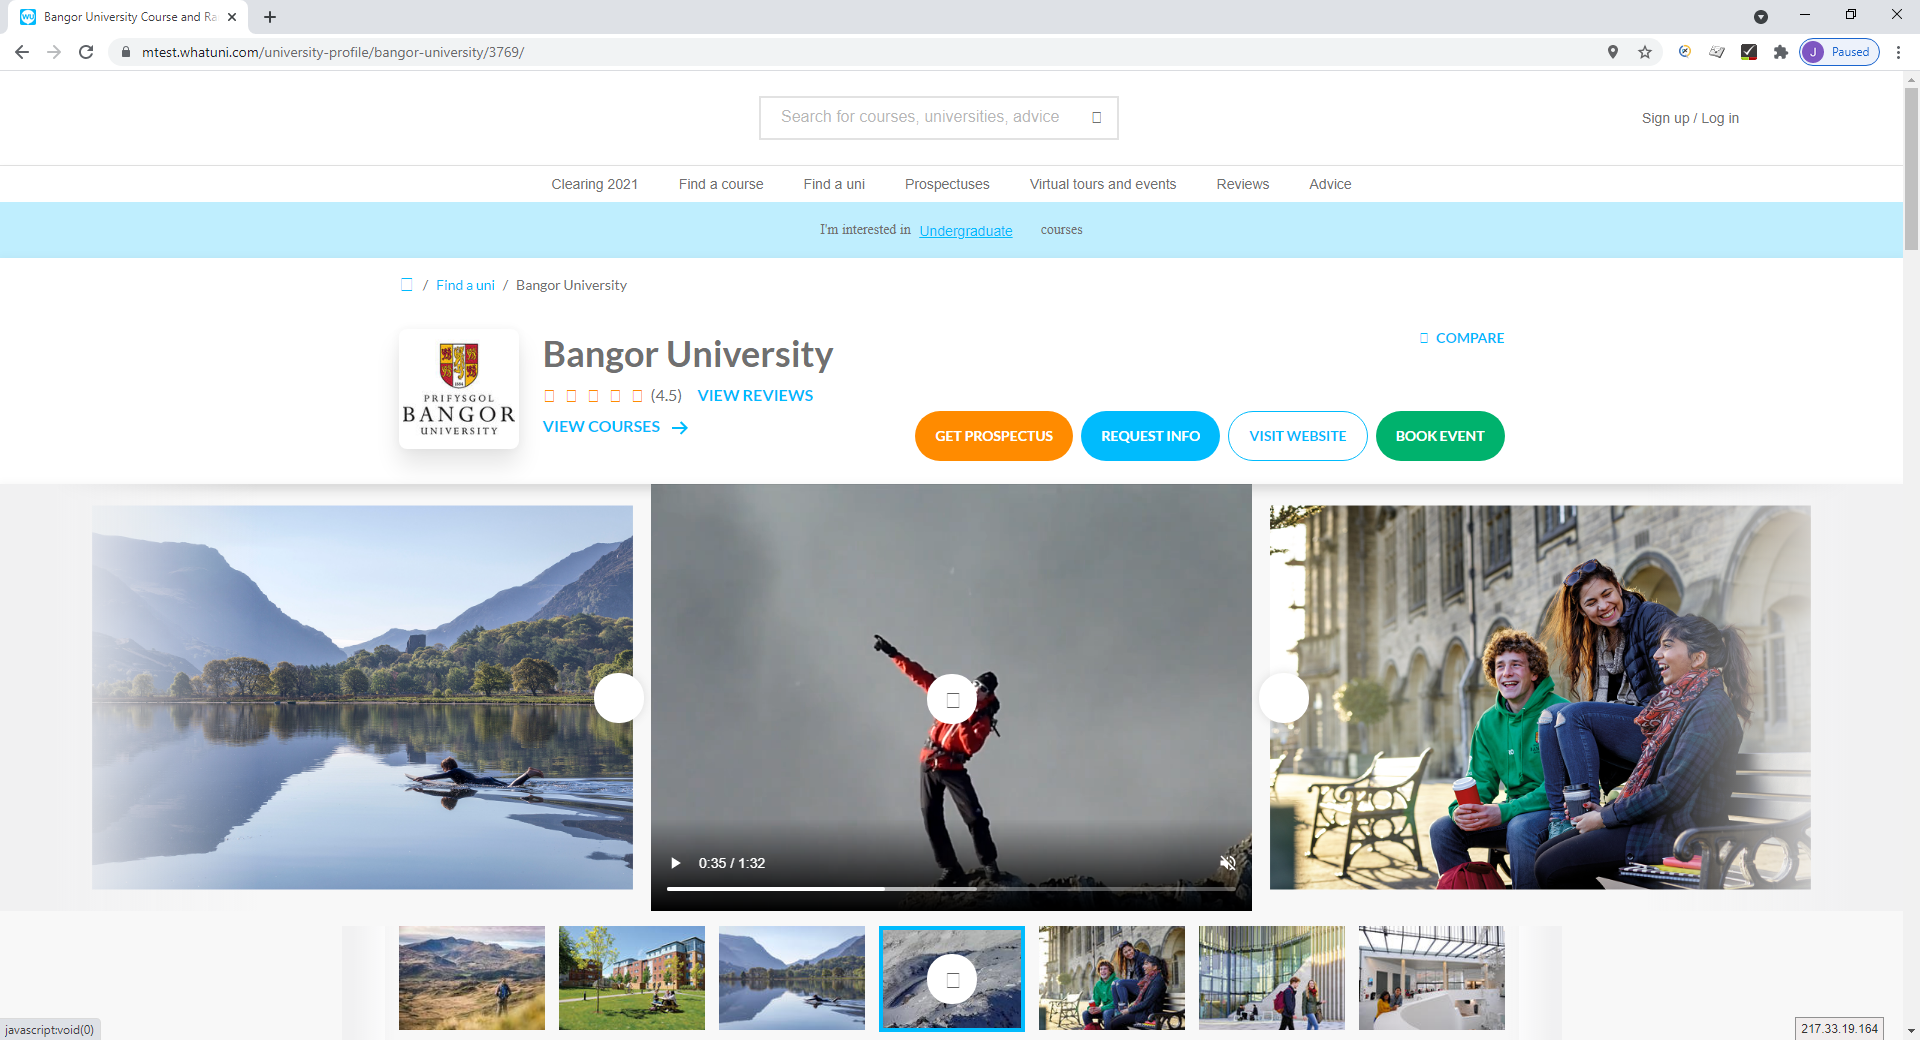 Bangor University Course and Ra
mtest.whatuni.com/university-profile/bangor-university/3769/
J Paused
Search for courses, universities, advice
Sign up / Log in
Clearing 2021 Find a course Find a uni Prospectuses Virtual tours and events Reviews Advice
I'm interested in Undergraduate courses
/ Find a uni / Bangor University
COMPARE
PRIFYSGOL
BANGOR
UNIVERSITY
Bangor University
(4.5) VIEW REVIEWS
VIEW COURSES
GET PROSPECTUS REQUEST INFO VISIT WEBSITE BOOK EVENT
0:35 / 1:32
javascript:void(0)
217.33.19.164